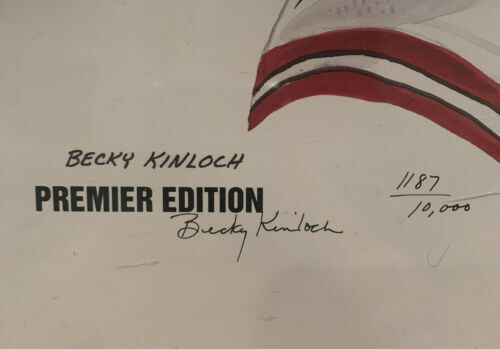 BECKY KINLOCH
PREMIER EDITION
Becky Kinloch
1187
10,000